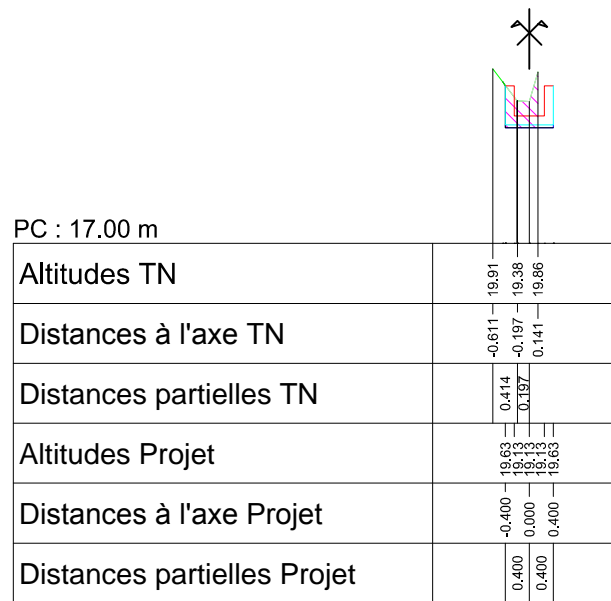 PC : 17.00 m
Altitudes TN
19.91 19.38 19.86
Distances à l'axe TN
-0.611 -0.197 0.141
Distances partielles TN
0.414 0.197
Altitudes Projet
19.63 19.13 19.13 19.13 19.63
Distances à l'axe Projet
-0.400 0.000 0.400
Distances partielles Projet
0.400 0.400